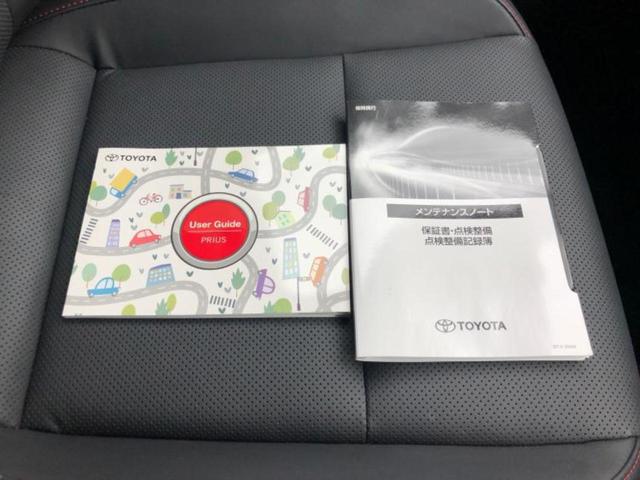 TOYOTA
User Guide
PRIUS
メンテナンスノート
保証書・点検整備
点検整備記録簿
TOYOTA